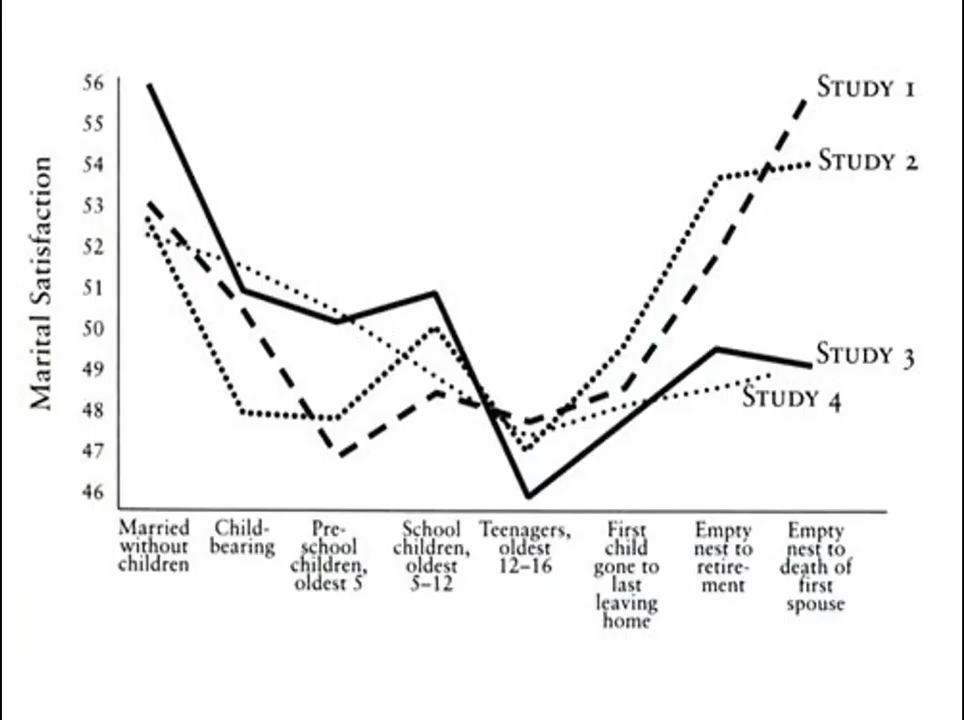 56
55
54
53
52
51
50
49
48
47
46
Marital Satisfaction
STUDY 1
STUDY 2
STUDY 3
STUDY 4
Married
without
children
Child-
bearing
Pre-
school
children,
oldest 5
School
children,
oldest
5–12
Teenagers,
oldest
12–16
First
child
gone to
last
leaving
home
Empty
nest to
retire-
ment
Empty
nest to
death of
first
spouse